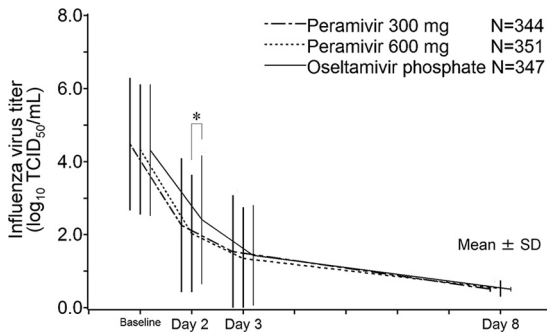 Peramivir 300 mg N=344
Peramivir 600 mg N=351
Oseltamivir phosphate N=347
Influenza virus titer
(log10 TCID50/mL)
8.0
6.0
4.0
2.0
0.0
*
Mean ± SD
Baseline Day 2 Day 3 Day 8